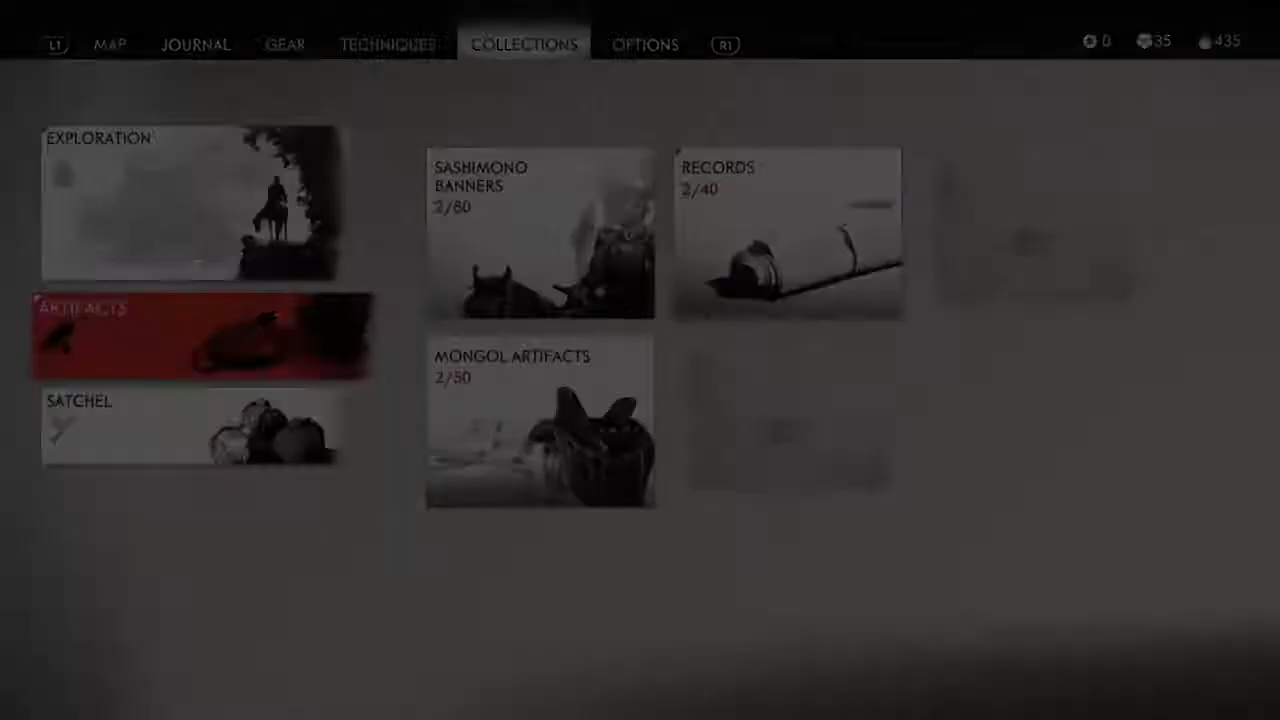 L1 MAP JOURNAL GEAR TECHNIQUES COLLECTIONS OPTIONS R1 0 35 435
EXPLORATION
ARTIFACTS
SATCHEL
SASHIMONO
BANNERS
2/80
RECORDS
2/40
MONGOL ARTIFACTS
2/50